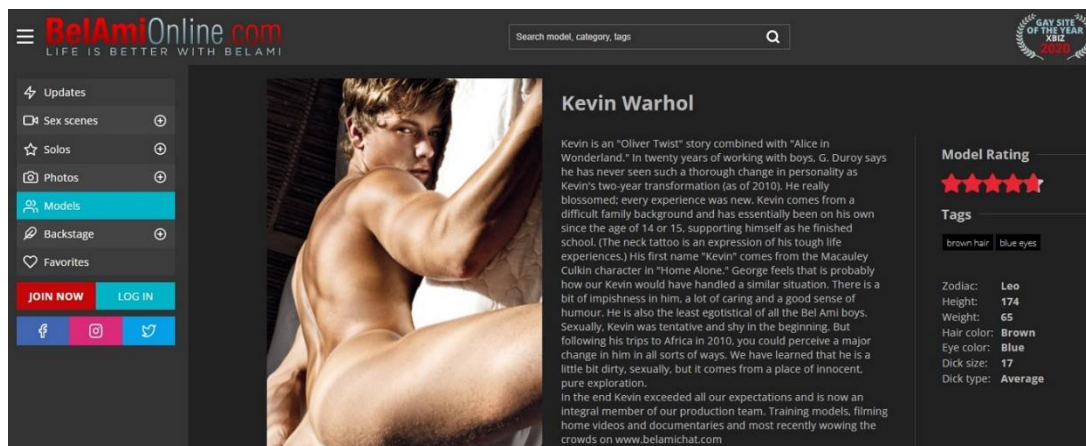 BelAmiOnline.com
LIFE IS BETTER WITH BELAMI
Search model, category, tags
GAY SITE
OF THE YEAR
XBIZ
2020
Updates
Sex scenes
Solos
Photos
Models
Backstage
Favorites
JOIN NOW
LOG IN
Kevin Warhol
Kevin is an "Oliver Twist" story combined with "Alice in
Wonderland." In twenty years of working with boys, G. Duroy says
he has never seen such a thorough change in personality as
Kevin's two-year transformation (as of 2010). He really
blossomed; every experience was new. Kevin comes from a
difficult family background and has essentially been on his own
since the age of 14 or 15, supporting himself as he finished
school. (The neck tattoo is an expression of his tough life
experiences.) His first name "Kevin" comes from the Macauley
Culkin character in "Home Alone." George feels that is probably
how our Kevin would have handled a similar situation. There is a
bit of impishness in him, a lot of caring and a good sense of
humour. He is also the least egotistical of all the Bel Ami boys.
Sexually, Kevin was tentative and shy in the beginning. But
following his trips to Africa in 2010, you could perceive a major
change in him in all sorts of ways. We have learned that he is a
little bit dirty, sexually, but it comes from a place of innocent,
pure exploration.
In the end Kevin exceeded all our expectations and is now an
integral member of our production team. Training models, filming
home videos and documentaries and most recently wowing the
crowds on www.belamichat.com
Model Rating
Tags
brown hair blue eyes
Zodiac: Leo
Height: 174
Weight: 65
Hair color: Brown
Eye color: Blue
Dick size: 17
Dick type: Average